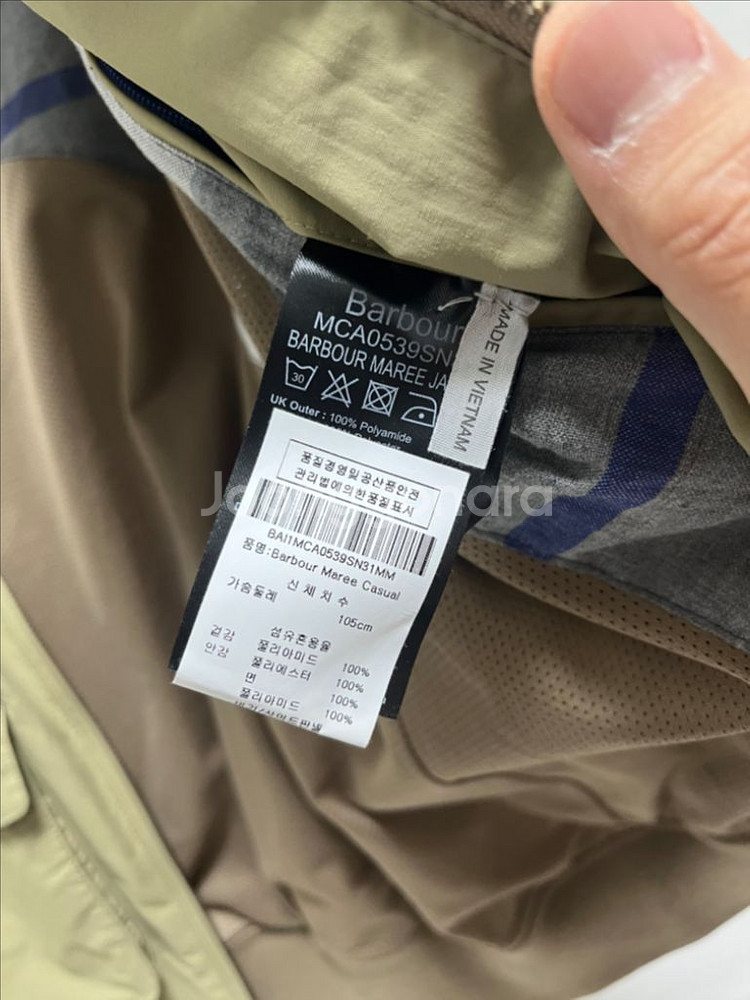 Barbour
MCA0539SN
BARBOUR MAREE JA
30
UK Outer : 100% Polyamide
MADE IN VIETNAM
품질경영및공산품안전
관리법에의한품질표시
BAI1MCA0539SN31MM
품명:Barbour Maree Casual
신체치수
가슴둘레 105cm
섬유혼용율
겉감 폴리아미드 100%
안감 폴리에스터 100%
면 100%
폴리아미드 100%